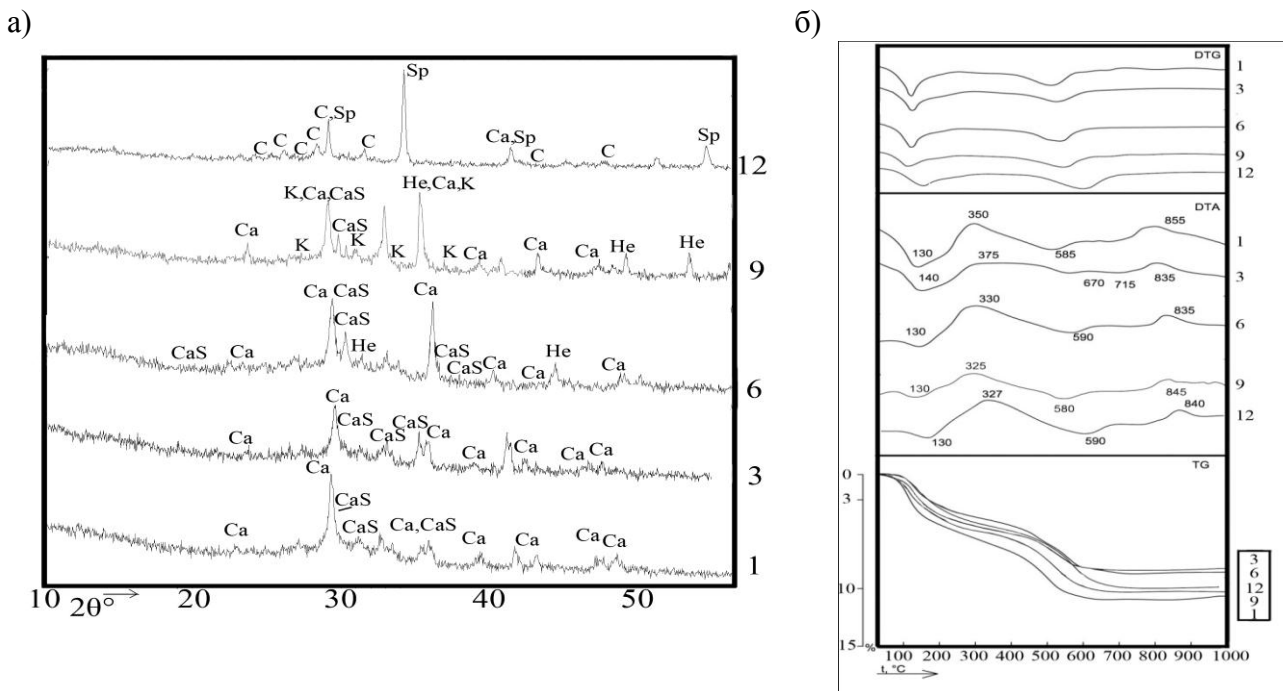 а)
Sp
C,Sp
C C C C C
Ca,Sp
C
C
Sp
12
He,Ca,K
K,Ca,CaS
Ca
CaS
K K K K
Ca
Ca
Ca
He
He
9
Ca CaS
Ca
CaS
CaS Ca
He
CaS
CaS
Ca
Ca
He
Ca
6
Ca
CaS
CaS
CaS
Ca
Ca
Ca
Ca
Ca
Ca
3
Ca
CaS
Ca
CaS
Ca,CaS
Ca
Ca
Ca
Ca
1
10 20 30 40 50
2θ°
б)
DTG
1
3
6
9
12
DTA
350
855
1
130
585
375
140
670 715
835
3
330
835
130
590
6
325
130
580
845
9
327
840
130
590
12
TG
0
3
10
15
%
3
6
12
9
1
100 200 300 400 500 600 700 800 900 1000
t, °C